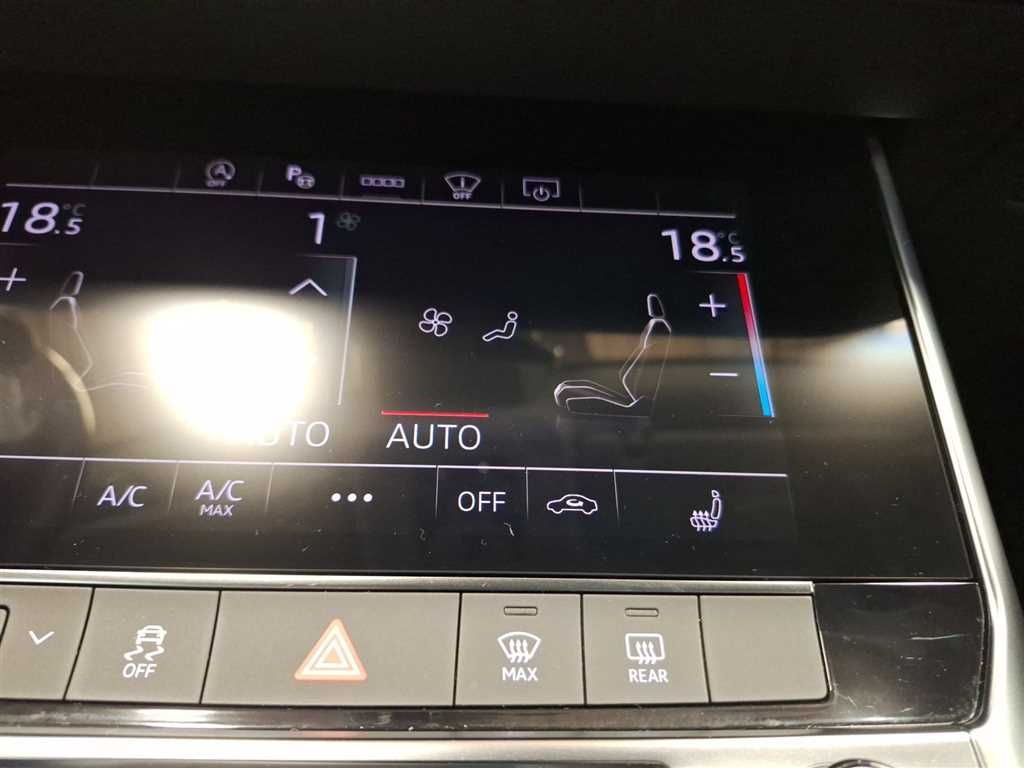 A OFF
P
OFF
18.5 °C
1
18.5 °C
+
+
−
AUTO
AUTO
A/C
A/C MAX
•••
OFF
OFF
MAX
REAR